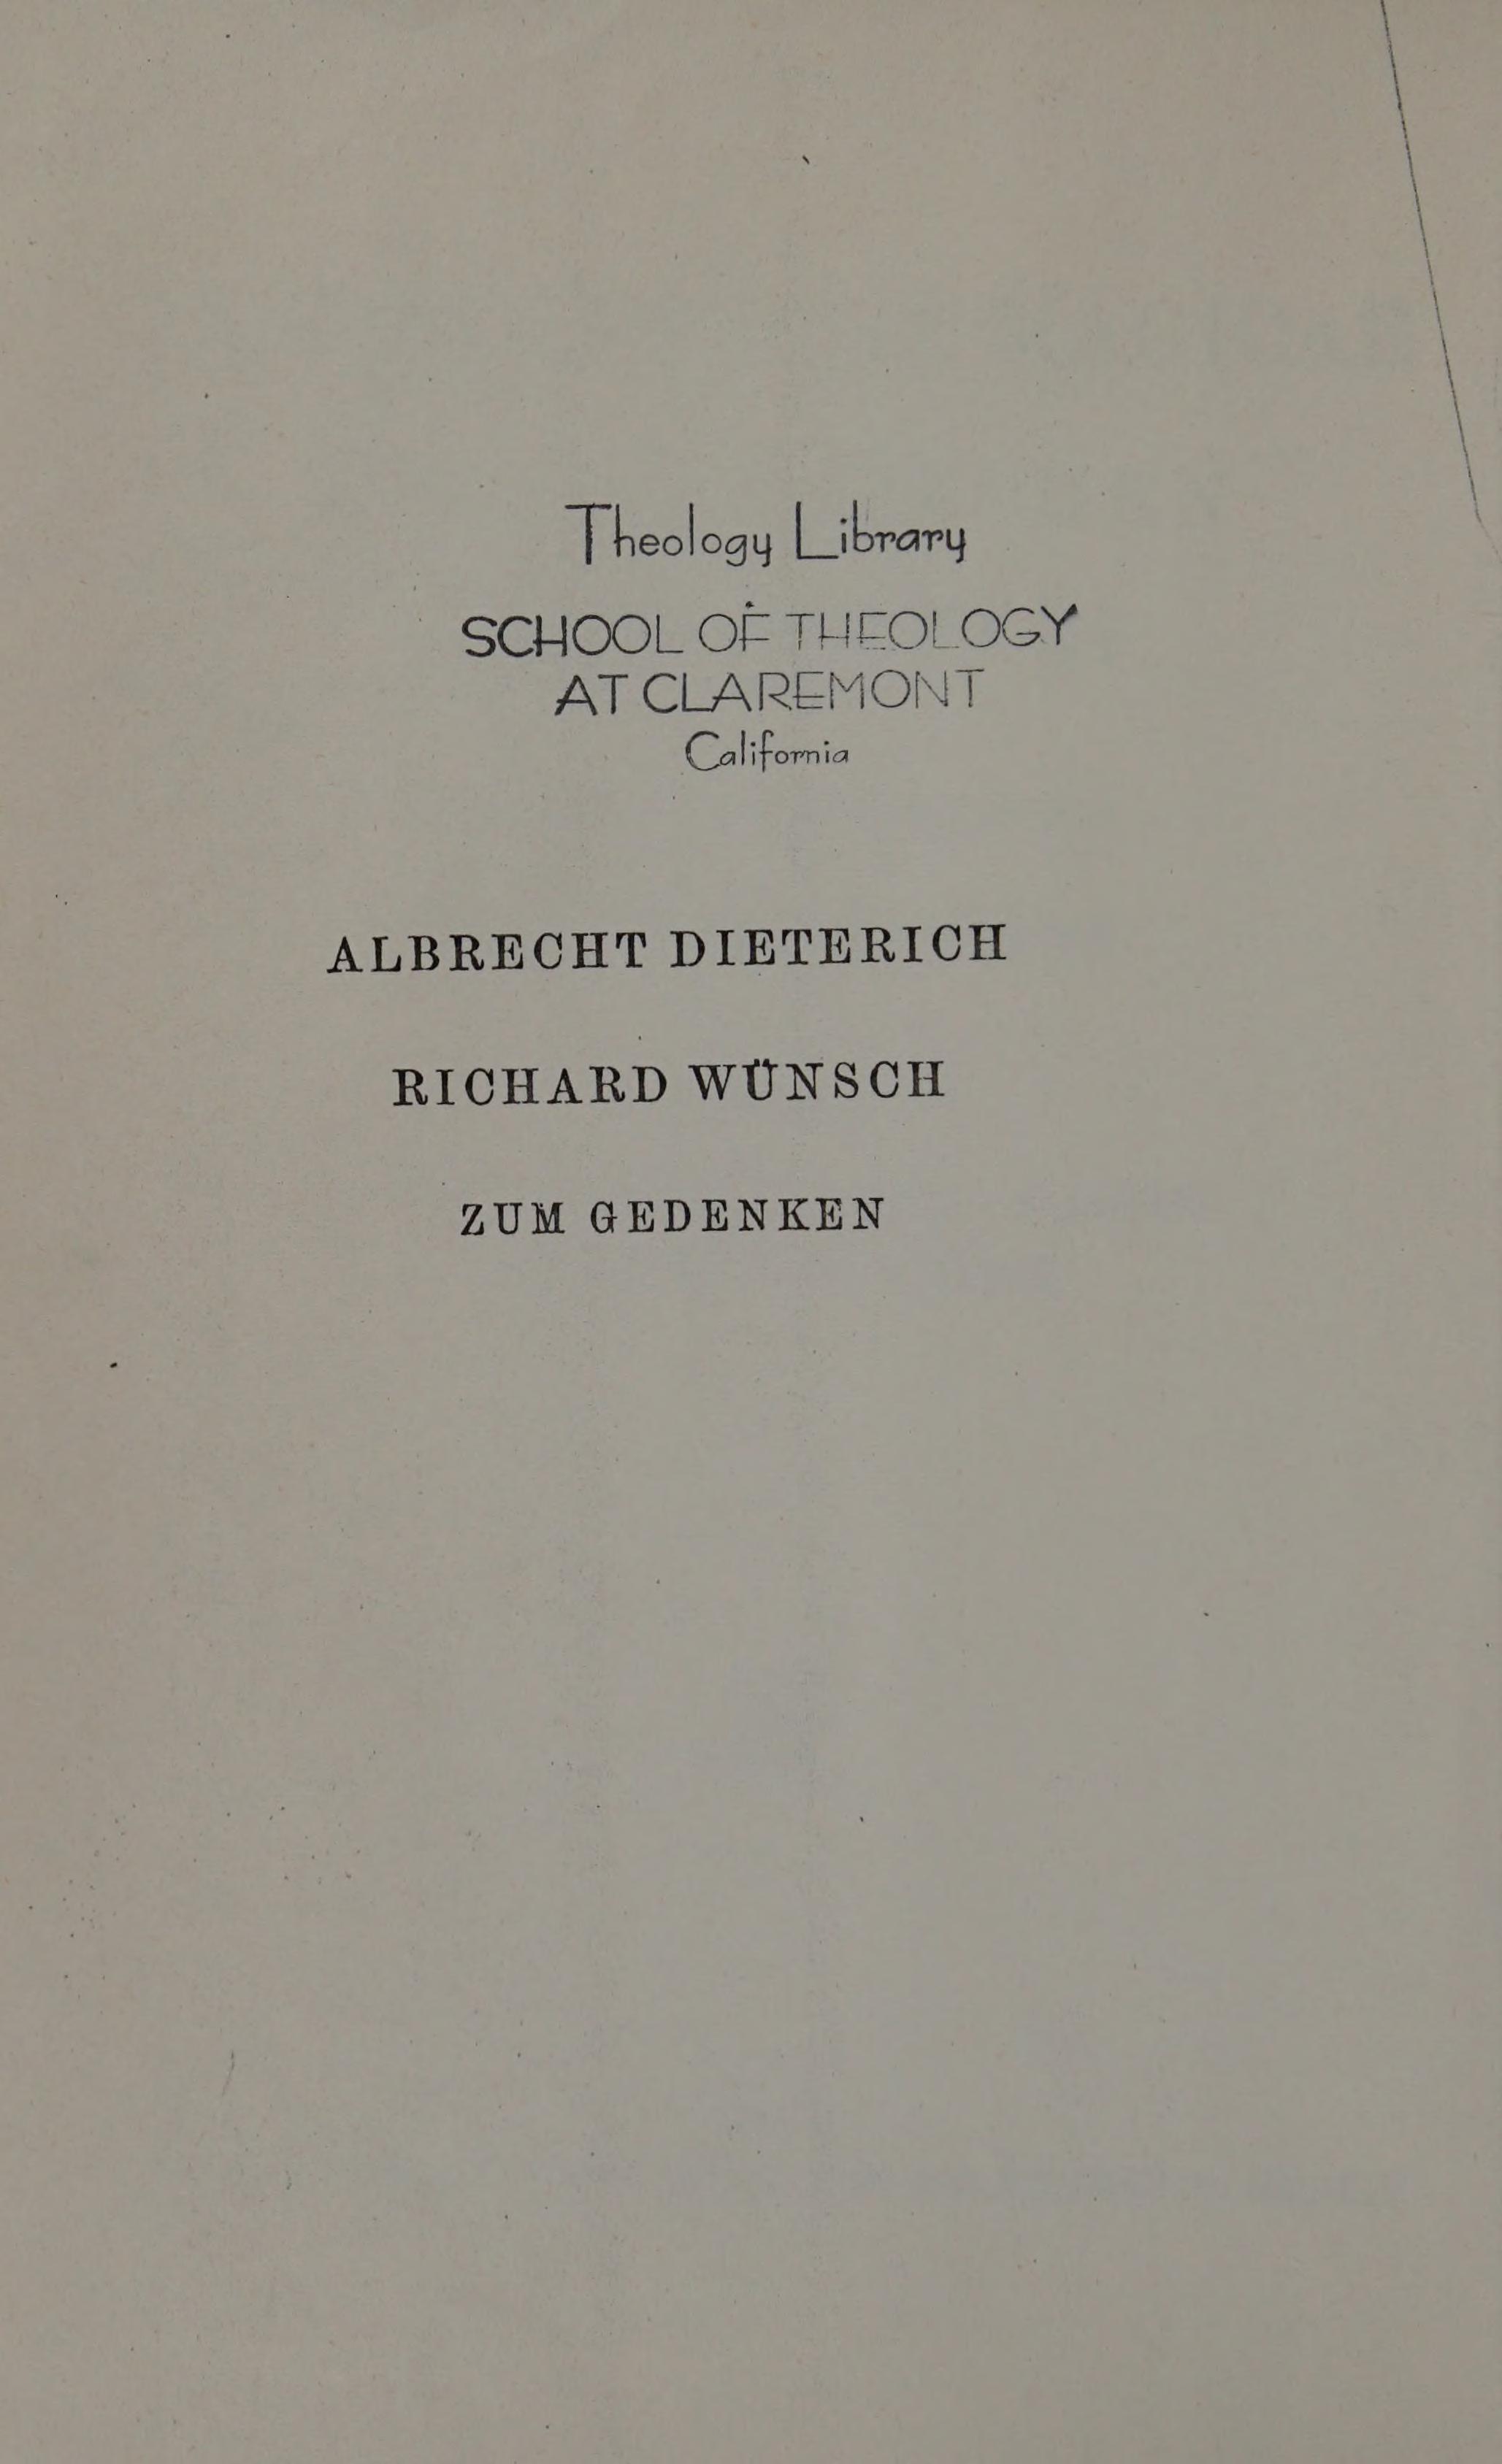 Theology Library
SCHOOL OF THEOLOGY
AT CLAREMONT
California
ALBRECHT DIETERICH
RICHARD WÜNSCH
ZUM GEDENKEN